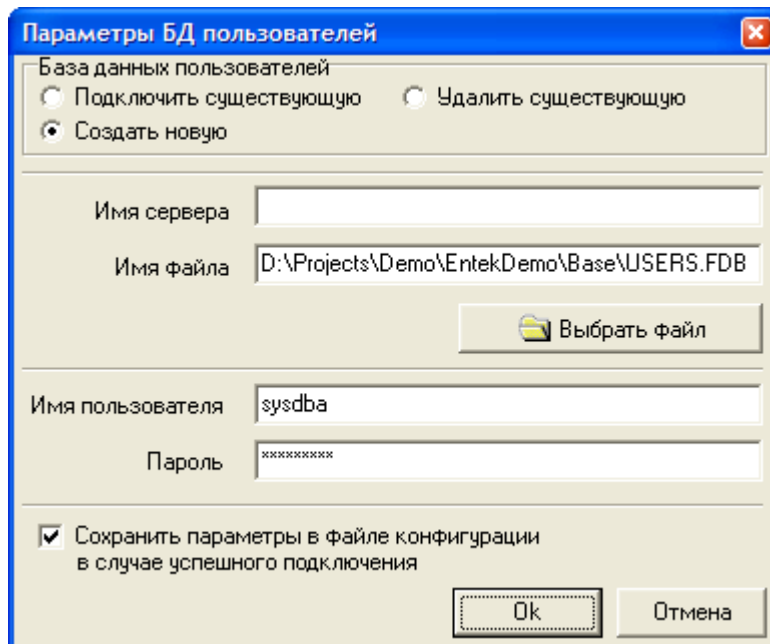 Параметры БД пользователей
База данных пользователей
Подключить существующую
Удалить существующую
Создать новую
Имя сервера
Имя файла
D:\Projects\Demo\EntekDemo\Base\USERS.FDB
Выбрать файл
Имя пользователя
sysdba
Пароль
*********
Сохранить параметры в файле конфигурации
в случае успешного подключения
Ok
Отмена